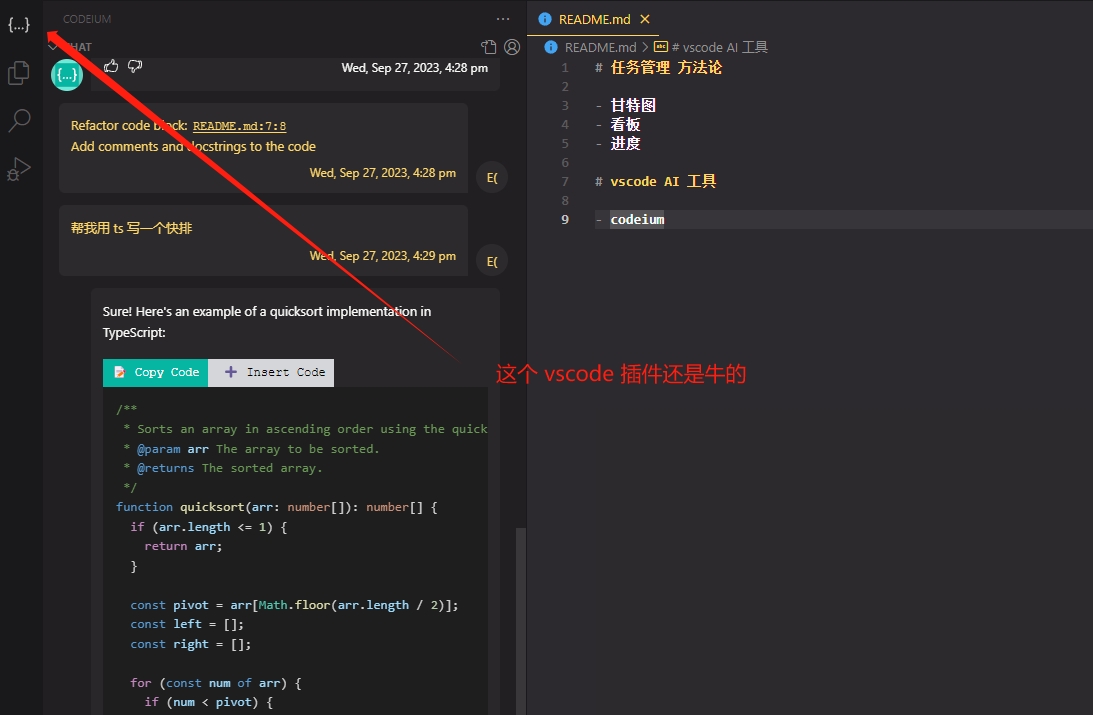 {...}
CODEIUM
...
CHAT
{...}
Wed, Sep 27, 2023, 4:28 pm
Refactor code block: README.md:7:8
Add comments and docstrings to the code
Wed, Sep 27, 2023, 4:28 pm
E(
帮我用 ts 写一个快排
Wed, Sep 27, 2023, 4:29 pm
E(
Sure! Here's an example of a quicksort implementation in
TypeScript:
Copy Code
+ Insert Code
/**
* Sorts an array in ascending order using the quick
* @param arr The array to be sorted.
* @returns The sorted array.
*/
function quicksort(arr: number[]): number[] {
if (arr.length <= 1) {
return arr;
}
const pivot = arr[Math.floor(arr.length / 2)];
const left = [];
const right = [];
for (const num of arr) {
if (num < pivot) {
这个 vscode 插件还是牛的
README.md
README.md > # vscode AI 工具
1 # 任务管理 方法论
2
3 - 甘特图
4 - 看板
5 - 进度
6
7 # vscode AI 工具
8
9 - codeium